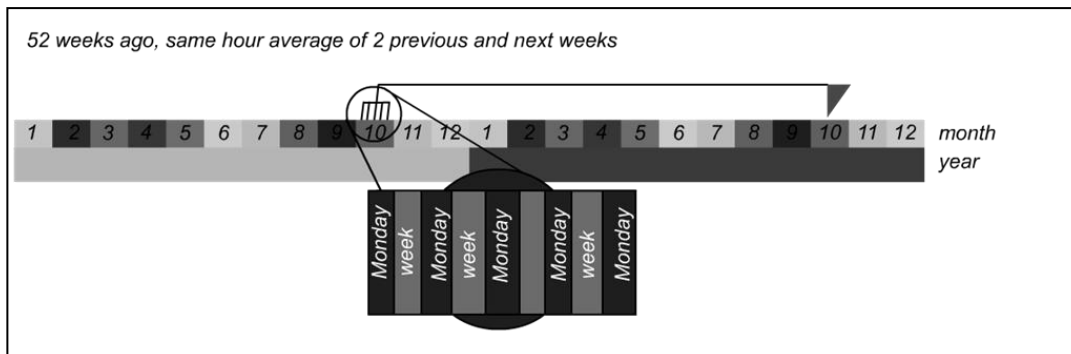 52 weeks ago, same hour average of 2 previous and next weeks
1 2 3 4 5 6 7 8 9 10 11 12 1 2 3 4 5 6 7 8 9 10 11 12 month
year
Monday week Monday week Monday Monday week Monday